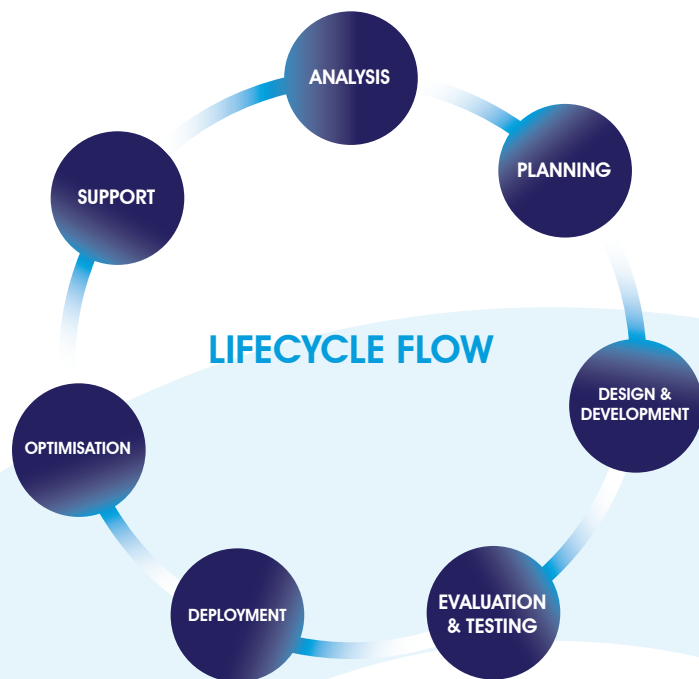 ANALYSIS
PLANNING
SUPPORT
LIFECYCLE FLOW
DESIGN &
DEVELOPMENT
OPTIMISATION
EVALUATION
& TESTING
DEPLOYMENT